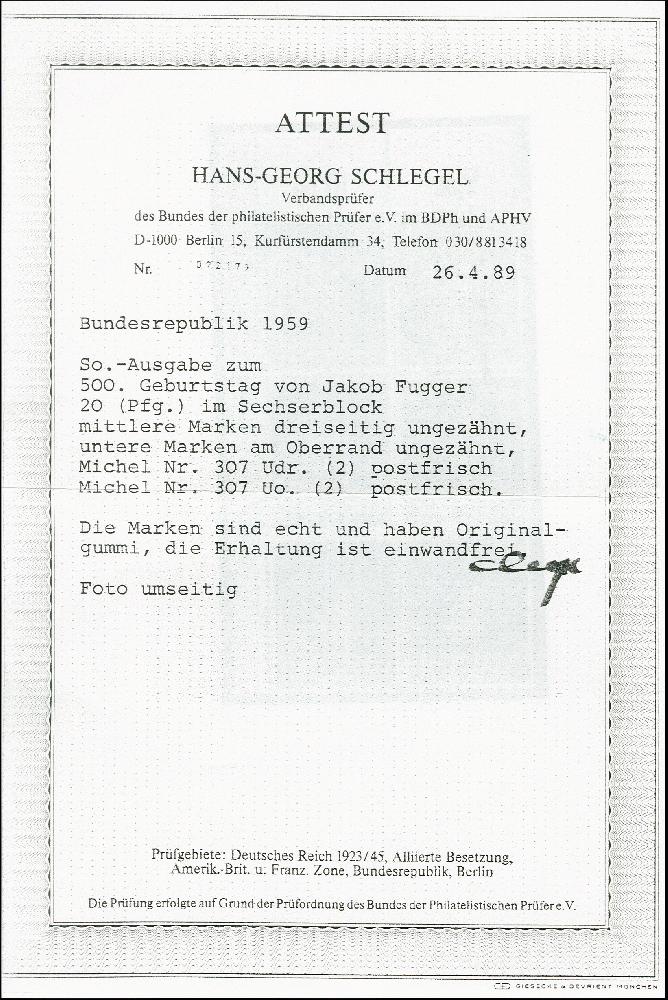 ATTEST
HANS-GEORG SCHLEGEL
Verbandsprüfer
des Bundes der philatelistischen Prüfer e.V. im BDPh und APHV
D-1000 Berlin 15, Kurfürstendamm 34, Telefon 030/8813418
Nr. Datum 26.4.89
Bundesrepublik 1959
So.-Ausgabe zum
500. Geburtstag von Jakob Fugger
20 (Pfg.) im Sechserblock
mittlere Marken dreiseitig ungezähnt,
untere Marken am Oberrand ungezähnt,
Michel Nr. 307 Udr. (2) postfrisch
Michel Nr. 307 Uo. (2) postfrisch.
Die Marken sind echt und haben Original-
gummi, die Erhaltung ist einwandfrei.
Foto umseitig
Prüfgebiete: Deutsches Reich 1923/45, Alliierte Besetzung,
Amerik.-Brit. u. Franz. Zone, Bundesrepublik, Berlin
Die Prüfung erfolgte auf Grund der Prüfordnung des Bundes der Philatelistischen Prüfer e.V.
GIESECKE & DEVRIENT MÜNCHEN